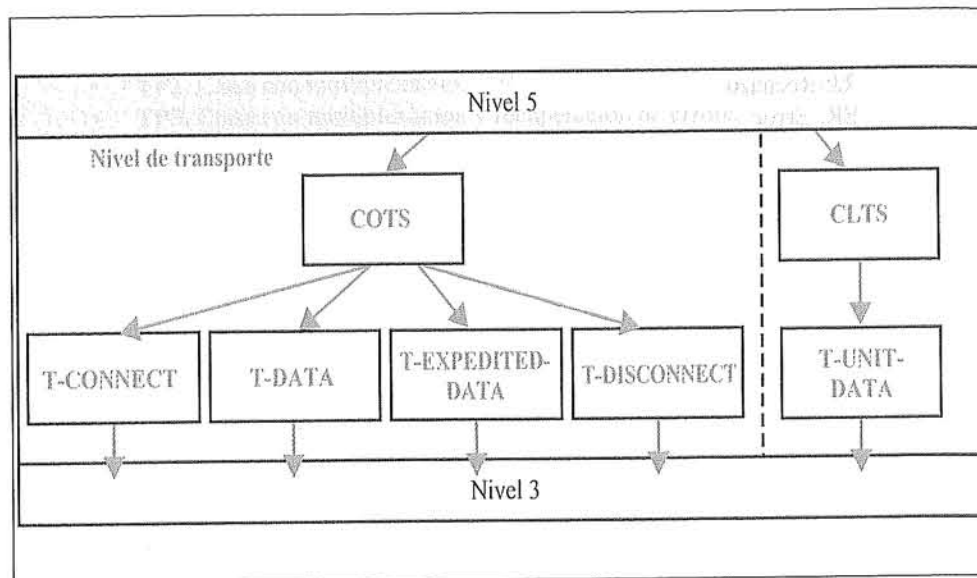 Nivel 5
Nivel de transporte
COTS
CLTS
T-CONNECT
T-DATA
T-EXPEDITED-
DATA
T-DISCONNECT
T-UNIT-
DATA
Nivel 3